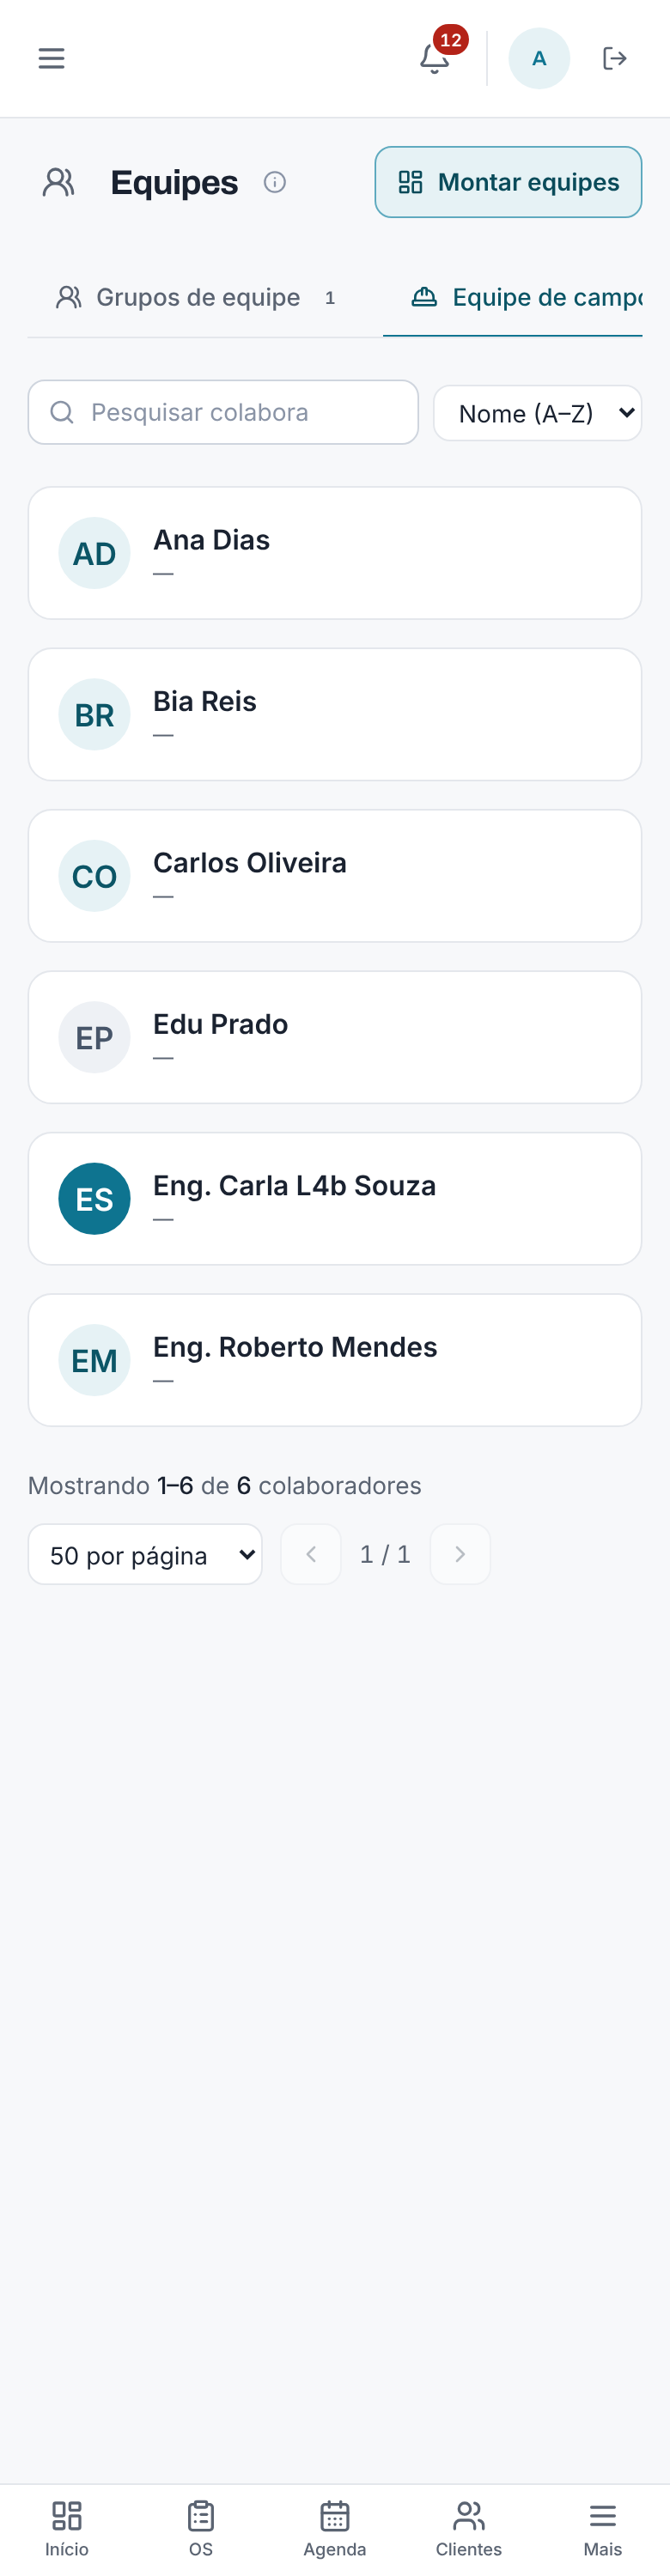 12
A
Equipes
Montar equipes
Grupos de equipe 1
Equipe de campo
Pesquisar colabora
Nome (A–Z)
AD
Ana Dias
—
BR
Bia Reis
—
CO
Carlos Oliveira
—
EP
Edu Prado
—
ES
Eng. Carla L4b Souza
—
EM
Eng. Roberto Mendes
—
Mostrando 1–6 de 6 colaboradores
50 por página
1 / 1
Início
OS
Agenda
Clientes
Mais